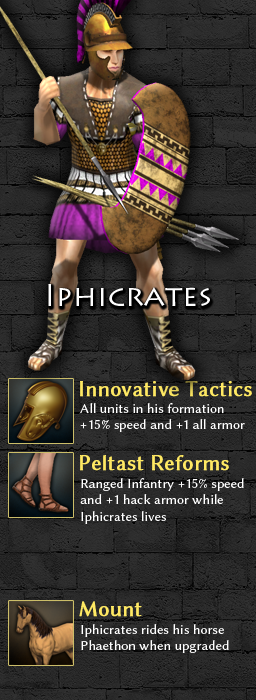 Iphicrates
Innovative Tactics
All units in his formation
+15% speed and +1 all armor
Peltast Reforms
Ranged Infantry +15% speed
and +1 hack armor while
Iphicrates lives
Mount
Iphicrates rides his horse
Phaethon when upgraded